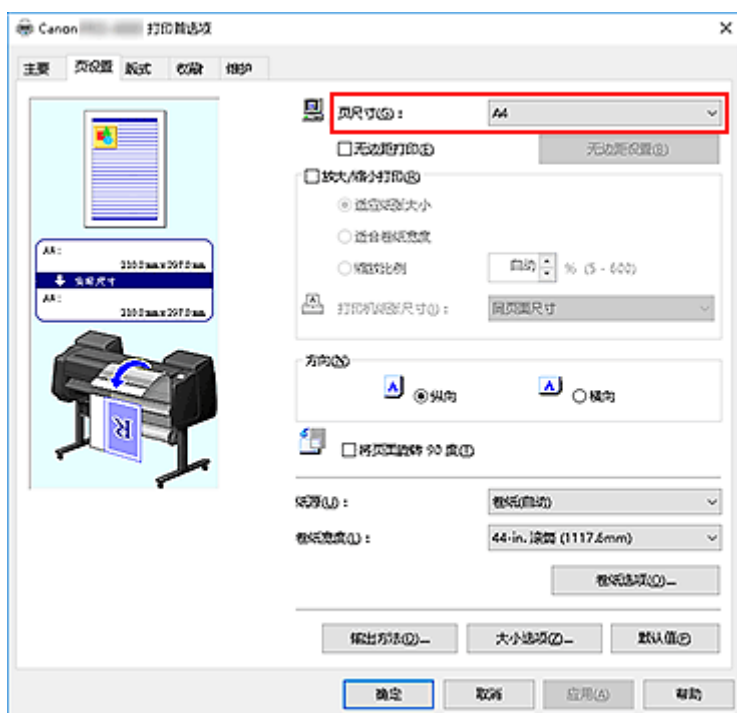 Canon 打印首选项
主要 页设置 版式 收藏 维护
页尺寸(G)： A4
无边距打印(E) 无边距设置(B)
放大/缩小打印(R)
适应纸张大小
适合卷纸宽度
缩放比例 自动 % (5 - 600)
打印机纸张尺寸(J)： 同页面尺寸
A4：
210.0mm x 297.0mm
实际尺寸
A4：
210.0mm x 297.0mm
方向(N)
A 纵向 A 横向
将页面旋转 90 度(T)
R
纸源(U)： 卷纸(自动)
卷纸宽度(L)： 44-in. 滚筒 (1117.6mm)
卷纸选项(O)...
输出方法(D)... 大小选项(Z)... 默认值(F)
确定 取消 应用(A) 帮助